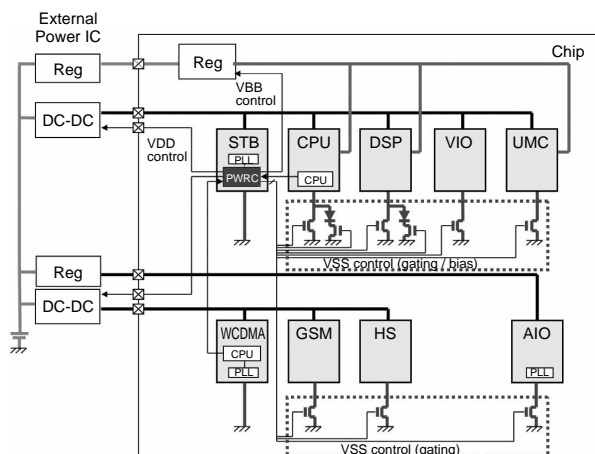 External
Power IC
Chip
Reg
Reg
VBB
control
DC-DC
VDD
control
STB
PLL
PWRC
CPU
CPU
DSP
VIO
UMC
VSS control (gating / bias)
Reg
DC-DC
WCDMA
CPU
PLL
GSM
HS
AIO
PLL
VSS control (gating)